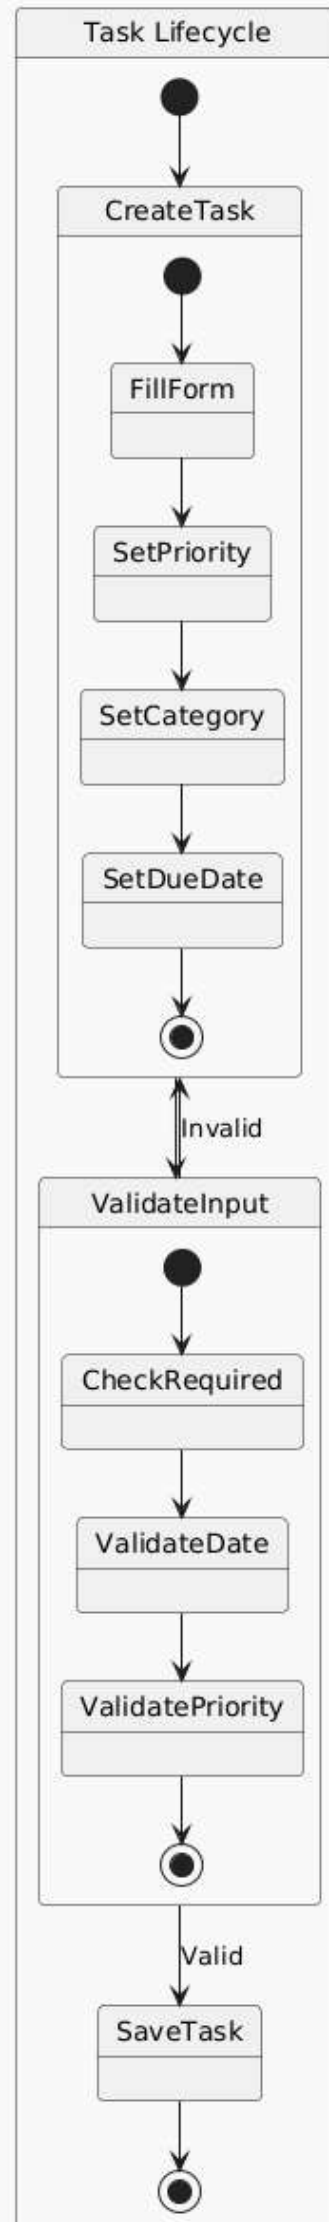 Task Lifecycle
CreateTask
FillForm
SetPriority
SetCategory
SetDueDate
Invalid
ValidateInput
CheckRequired
ValidateDate
ValidatePriority
Valid
SaveTask